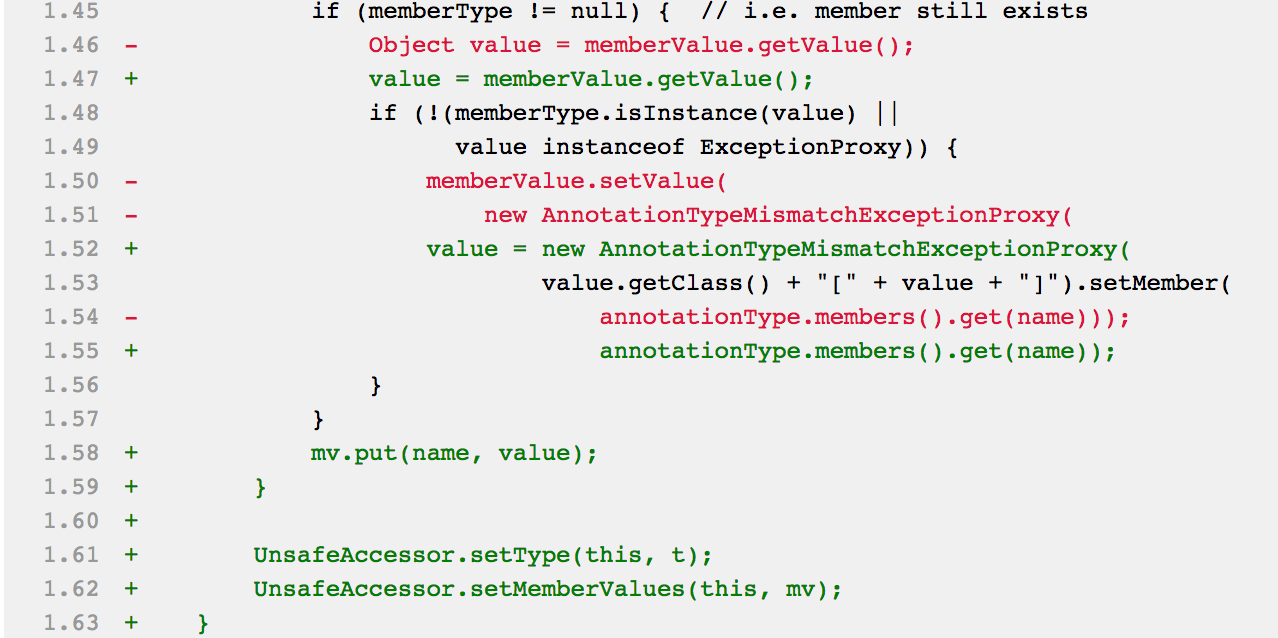 1.45               if (memberType != null) {  // i.e. member still exists
1.46 -                 Object value = memberValue.getValue();
1.47 +                 value = memberValue.getValue();
1.48                   if (!(memberType.isInstance(value) ||
1.49                         value instanceof ExceptionProxy)) {
1.50 -                     memberValue.setValue(
1.51 -                         new AnnotationTypeMismatchExceptionProxy(
1.52 +                     value = new AnnotationTypeMismatchExceptionProxy(
1.53                               value.getClass() + "[" + value + "]").setMember(
1.54 -                                 annotationType.members().get(name)));
1.55 +                                 annotationType.members().get(name));
1.56                   }
1.57               }
1.58 +             mv.put(name, value);
1.59 +         }
1.60 +
1.61 +         UnsafeAccessor.setType(this, t);
1.62 +         UnsafeAccessor.setMemberValues(this, mv);
1.63 +     }